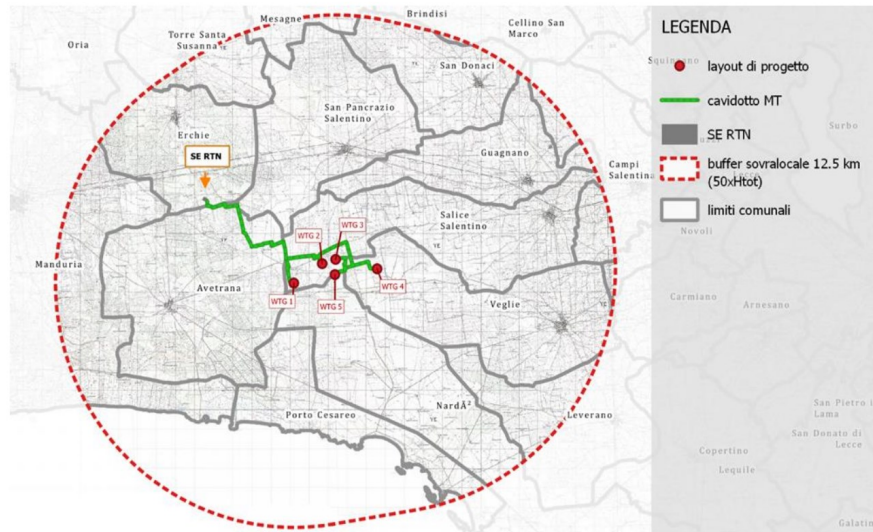 Brindisi
Mesagne
Cellino San
Marco
Torre Santa
Susanna
Oria
San Donaci
San Pancrazio
Salentino
Erchie
SE RTN
Guagnano
Campi
Salentina
Salice
Salentino
WTG 3
WTG 2
Manduria
Avetrana
WTG 1
WTG 5
WTG 4
Veglie
Porto Cesareo
NardÃ²
Leverano
LEGENDA
layout di progetto
cavidotto MT
SE RTN
buffer sovralocale 12.5 km
(50xHtot)
limiti comunali
Surbo
Novoli
Carmiano
Arnesano
San Pietro i
Lama
San Donato di
Lecce
Copertino
Lequile
Galatin